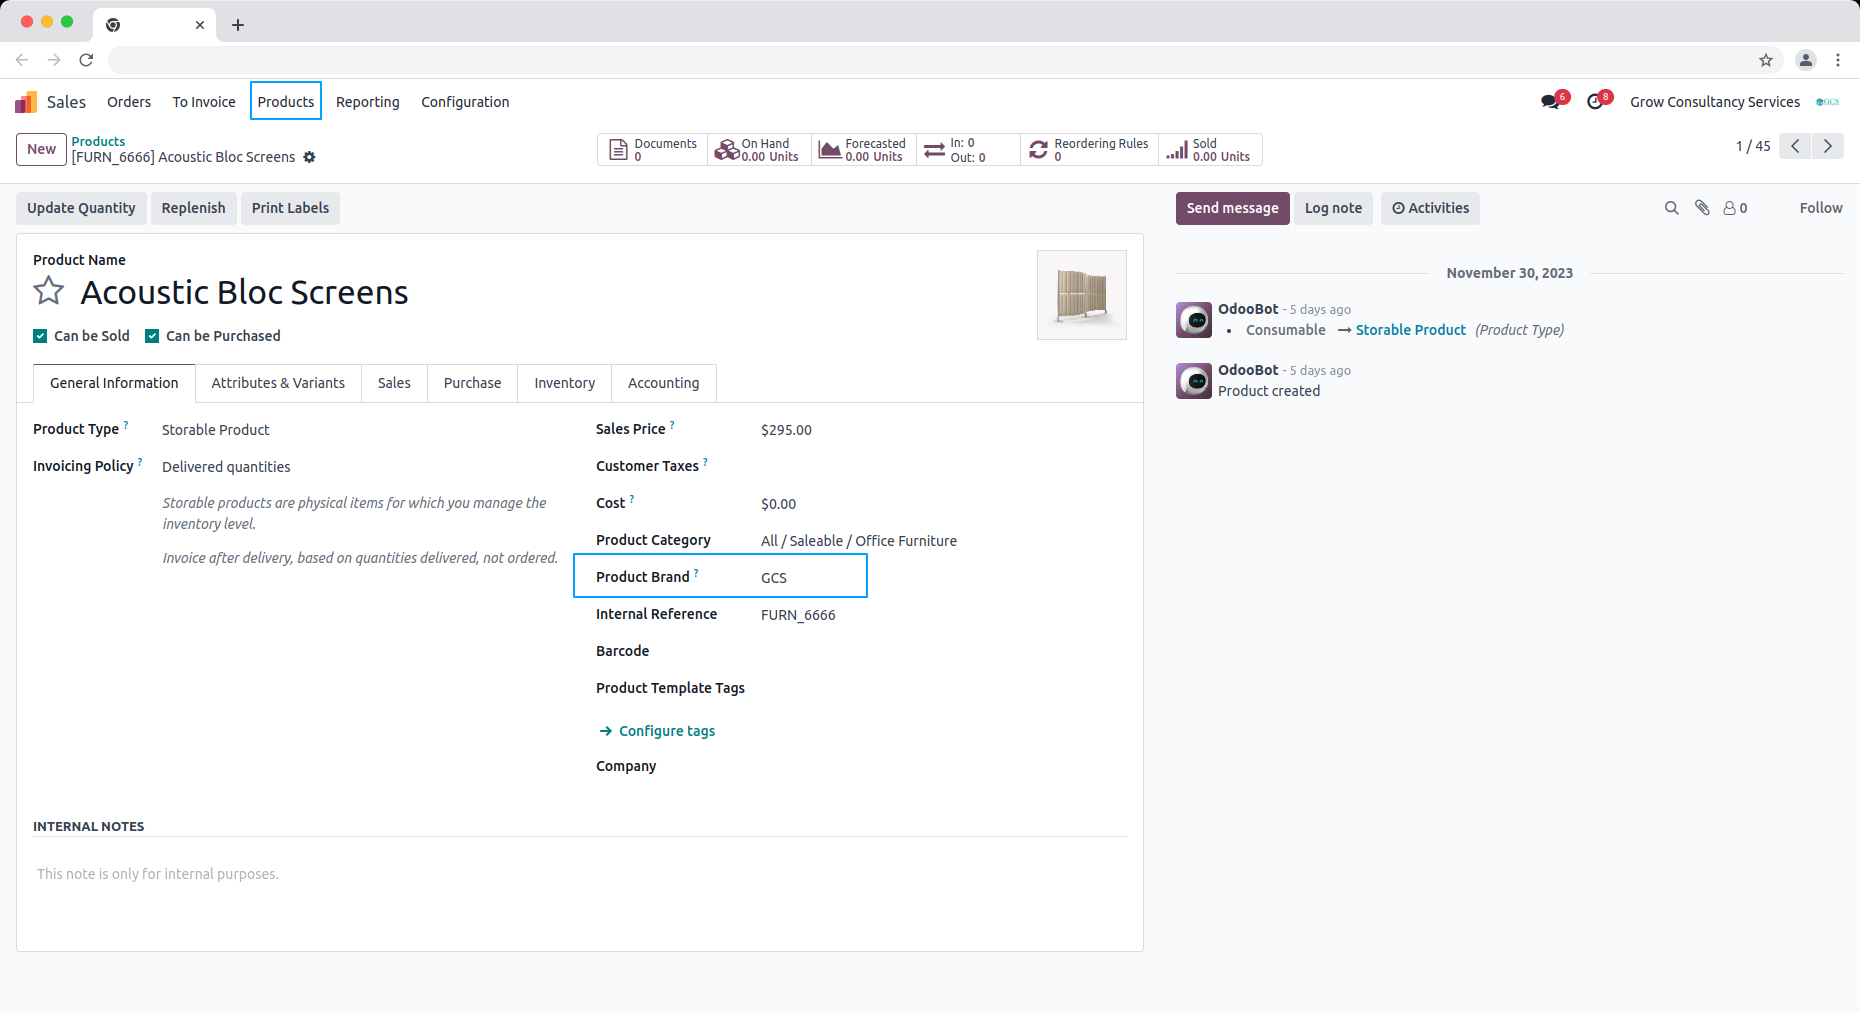 Sales Orders To Invoice Products Reporting Configuration 6 8 Grow Consultancy Services GCS
New Products
[FURN_6666] Acoustic Bloc Screens
Documents
0
On Hand
0.00 Units
Forecasted
0.00 Units
In: 0
Out: 0
Reordering Rules
0
Sold
0.00 Units
1 / 45
Update Quantity Replenish Print Labels
Send message Log note Activities 0 Follow
Product Name
Acoustic Bloc Screens
Can be Sold Can be Purchased
General Information Attributes & Variants Sales Purchase Inventory Accounting
Product Type ? Storable Product
Invoicing Policy ? Delivered quantities
Storable products are physical items for which you manage the
inventory level.
Invoice after delivery, based on quantities delivered, not ordered.
Sales Price ? $295.00
Customer Taxes ?
Cost ? $0.00
Product Category All / Saleable / Office Furniture
Product Brand ? GCS
Internal Reference FURN_6666
Barcode
Product Template Tags
Configure tags
Company
INTERNAL NOTES
This note is only for internal purposes.
November 30, 2023
OdooBot - 5 days ago
Consumable → Storable Product (Product Type)
OdooBot - 5 days ago
Product created